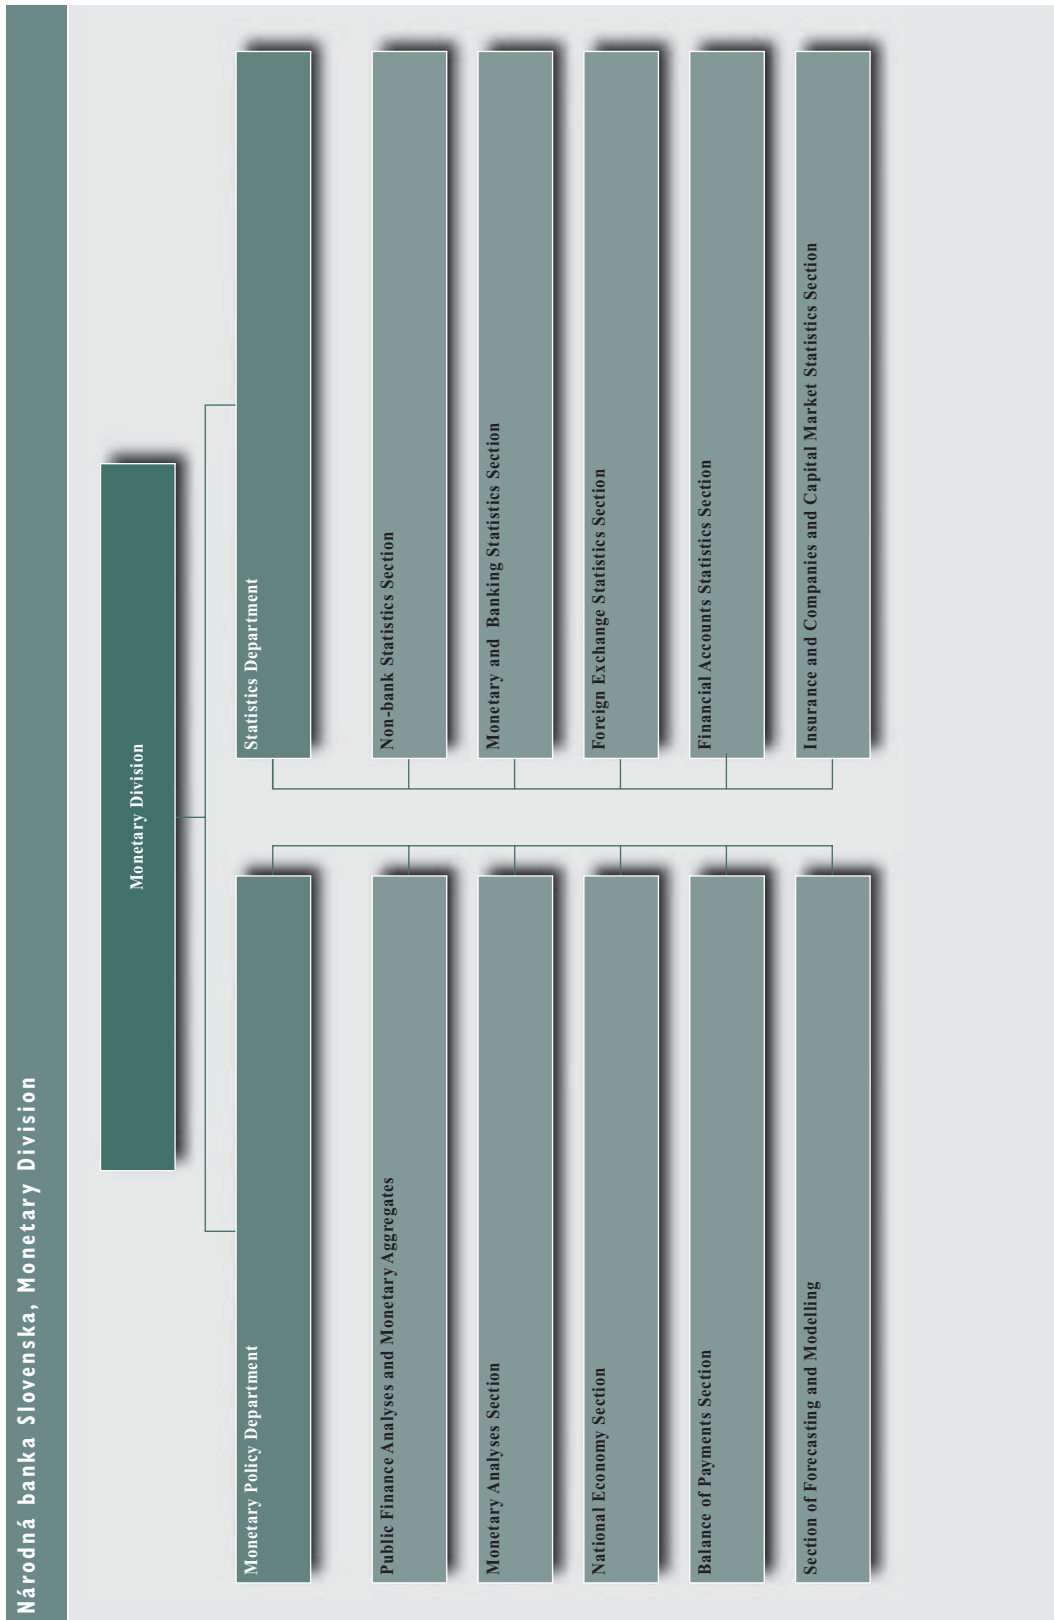 Národná banka Slovenska, Monetary Division
Monetary Division
Monetary Policy Department
Public Finance Analyses and Monetary Aggregates
Monetary Analyses Section
National Economy Section
Balance of Payments Section
Section of Forecasting and Modelling
Statistics Department
Non-bank Statistics Section
Monetary and Banking Statistics Section
Foreign Exchange Statistics Section
Financial Accounts Statistics Section
Insurance and Companies and Capital Market Statistics Section